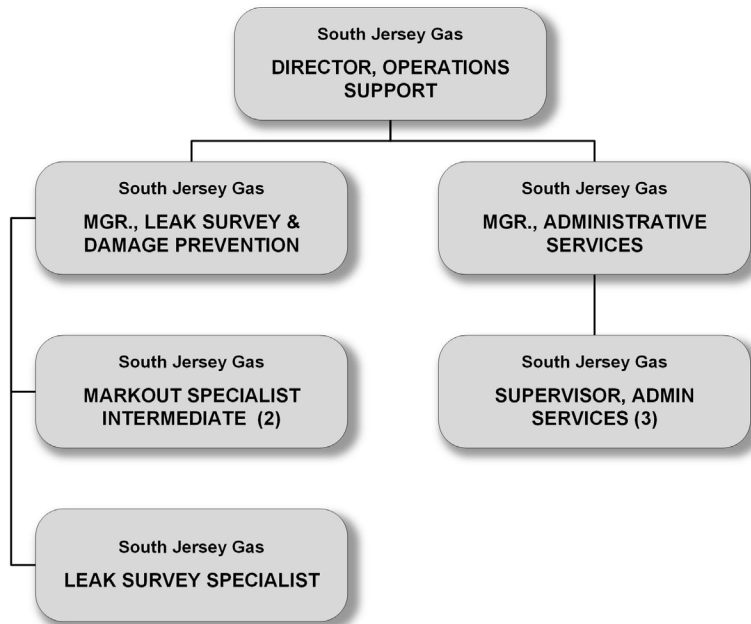 South Jersey Gas
DIRECTOR, OPERATIONS
SUPPORT
South Jersey Gas
MGR., LEAK SURVEY &
DAMAGE PREVENTION
South Jersey Gas
MGR., ADMINISTRATIVE
SERVICES
South Jersey Gas
MARKOUT SPECIALIST
INTERMEDIATE (2)
South Jersey Gas
SUPERVISOR, ADMIN
SERVICES (3)
South Jersey Gas
LEAK SURVEY SPECIALIST